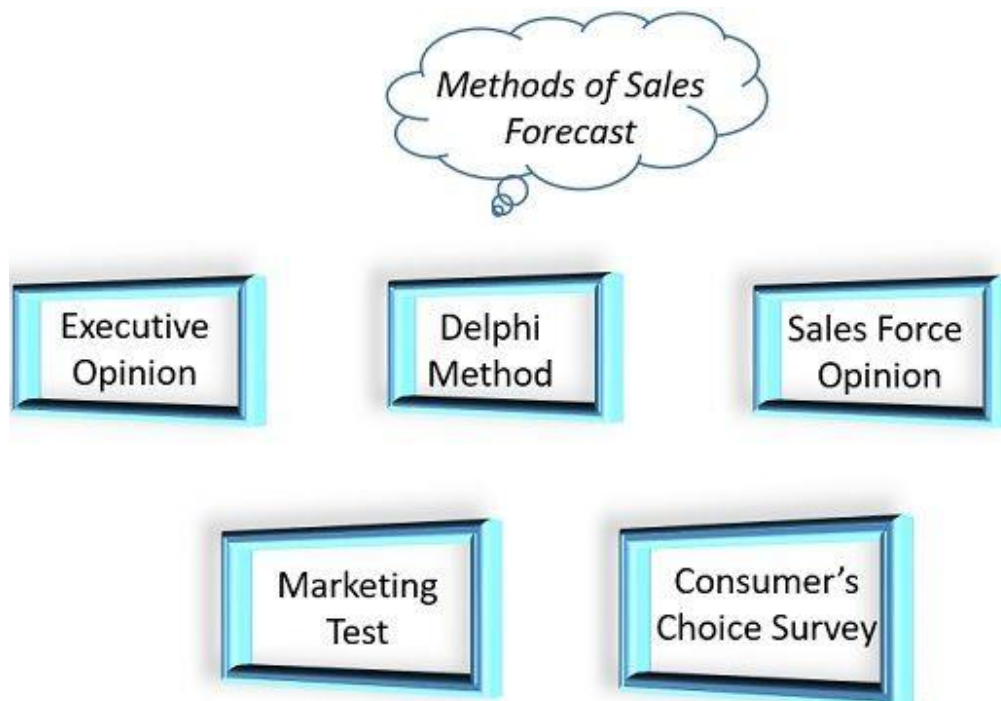 Methods of Sales
Forecast
Executive
Opinion
Delphi
Method
Sales Force
Opinion
Marketing
Test
Consumer’s
Choice Survey